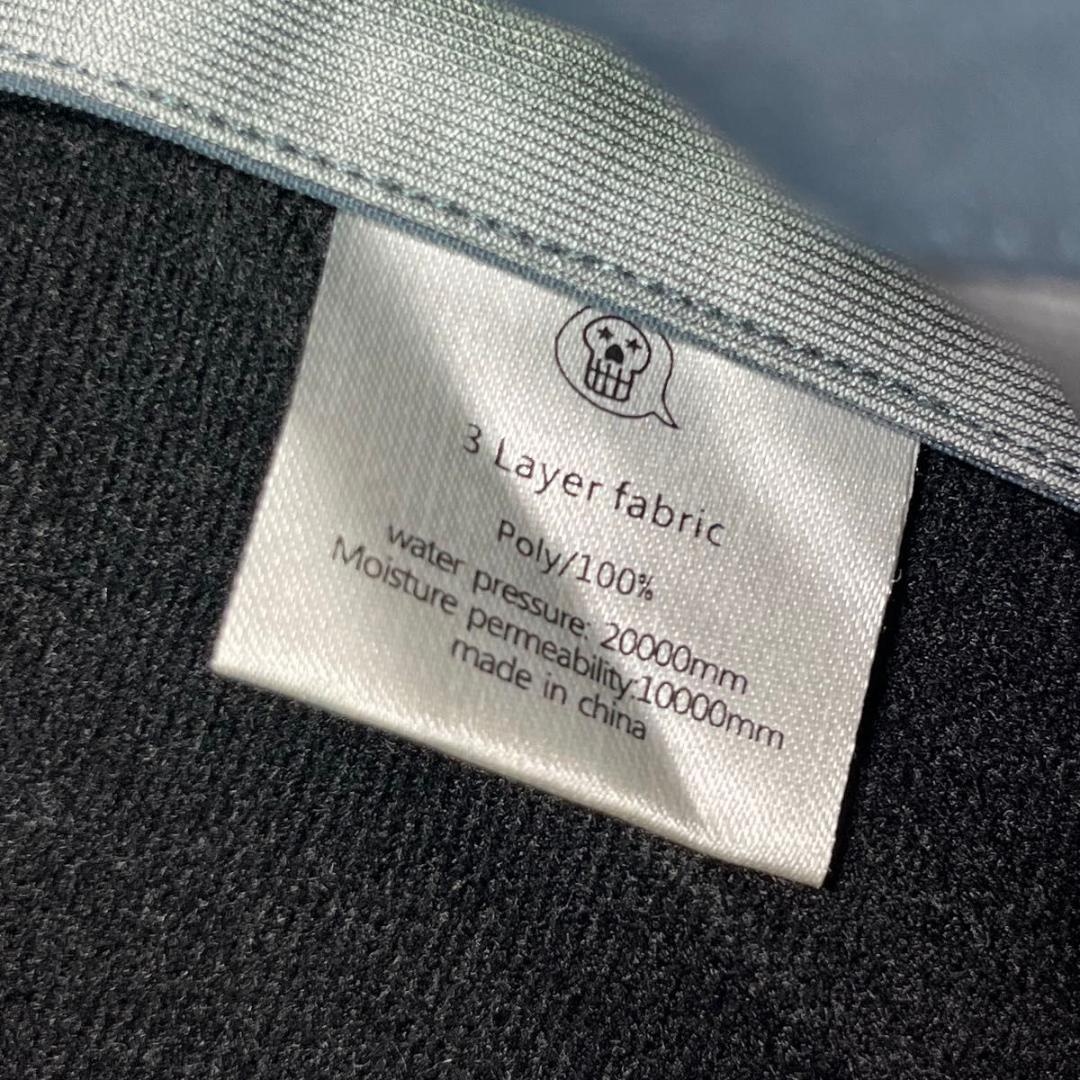 3 Layer fabric
Poly/100%
water pressure: 20000mm
Moisture permeability:10000mm
made in china